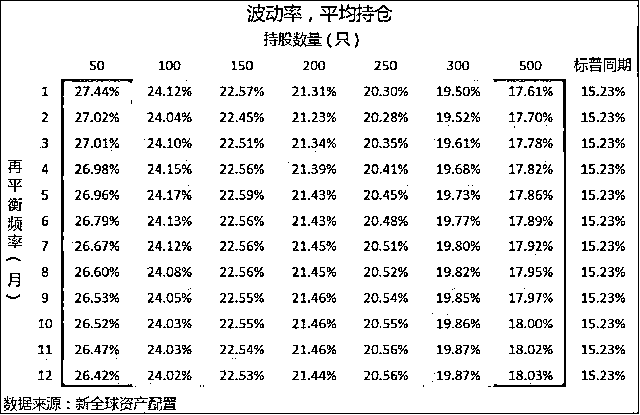 波动率，平均持仓
持股数量（只）
50 100 150 200 250 300 500 标普同期
1 27.44% 24.12% 22.57% 21.31% 20.30% 19.50% 17.61% 15.23%
2 27.02% 24.04% 22.45% 21.23% 20.28% 19.52% 17.70% 15.23%
3 27.01% 24.10% 22.51% 21.34% 20.35% 19.61% 17.78% 15.23%
4 26.98% 24.15% 22.56% 21.39% 20.41% 19.68% 17.82% 15.23%
5 26.96% 24.17% 22.59% 21.43% 20.45% 19.73% 17.86% 15.23%
6 26.79% 24.13% 22.56% 21.43% 20.48% 19.77% 17.89% 15.23%
7 26.67% 24.12% 22.56% 21.45% 20.51% 19.80% 17.92% 15.23%
8 26.60% 24.08% 22.56% 21.45% 20.52% 19.82% 17.95% 15.23%
9 26.53% 24.05% 22.55% 21.46% 20.54% 19.85% 17.97% 15.23%
10 26.52% 24.03% 22.55% 21.46% 20.55% 19.86% 18.00% 15.23%
11 26.47% 24.03% 22.54% 21.46% 20.56% 19.87% 18.02% 15.23%
12 26.42% 24.02% 22.53% 21.44% 20.56% 19.87% 18.03% 15.23%
再平衡频率（月）
数据来源：新全球资产配置